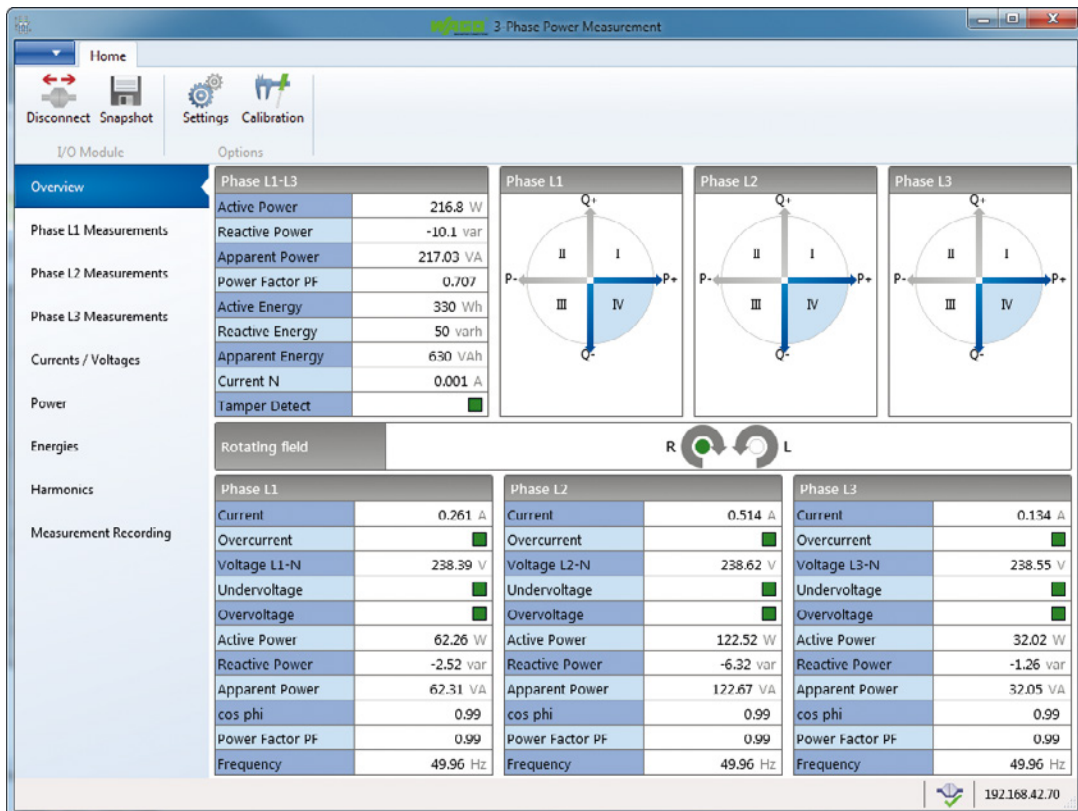 WAGO 3-Phase Power Measurement
Home
Disconnect Snapshot Settings Calibration
I/O Module Options
Overview
Phase L1 Measurements
Phase L2 Measurements
Phase L3 Measurements
Currents / Voltages
Power
Energies
Harmonics
Measurement Recording
Phase L1-L3
Active Power 216.8 W
Reactive Power -10.1 var
Apparent Power 217.03 VA
Power Factor PF 0.707
Active Energy 330 Wh
Reactive Energy 50 varh
Apparent Energy 630 VAh
Current N 0.001 A
Tamper Detect
Phase L1
Q+
II I
P- P+
III IV
Q-
Phase L2
Q+
II I
P- P+
III IV
Q-
Phase L3
Q+
II I
P- P+
III IV
Q-
Rotating field R L
Phase L1
Current 0.261 A
Overcurrent
Voltage L1-N 238.39 V
Undervoltage
Overvoltage
Active Power 62.26 W
Reactive Power -2.52 var
Apparent Power 62.31 VA
cos phi 0.99
Power Factor PF 0.99
Frequency 49.96 Hz
Phase L2
Current 0.514 A
Overcurrent
Voltage L2-N 238.62 V
Undervoltage
Overvoltage
Active Power 122.52 W
Reactive Power -6.32 var
Apparent Power 122.67 VA
cos phi 0.99
Power Factor PF 0.99
Frequency 49.96 Hz
Phase L3
Current 0.134 A
Overcurrent
Voltage L3-N 238.55 V
Undervoltage
Overvoltage
Active Power 32.02 W
Reactive Power -1.26 var
Apparent Power 32.05 VA
cos phi 0.99
Power Factor PF 0.99
Frequency 49.96 Hz
192.168.42.70